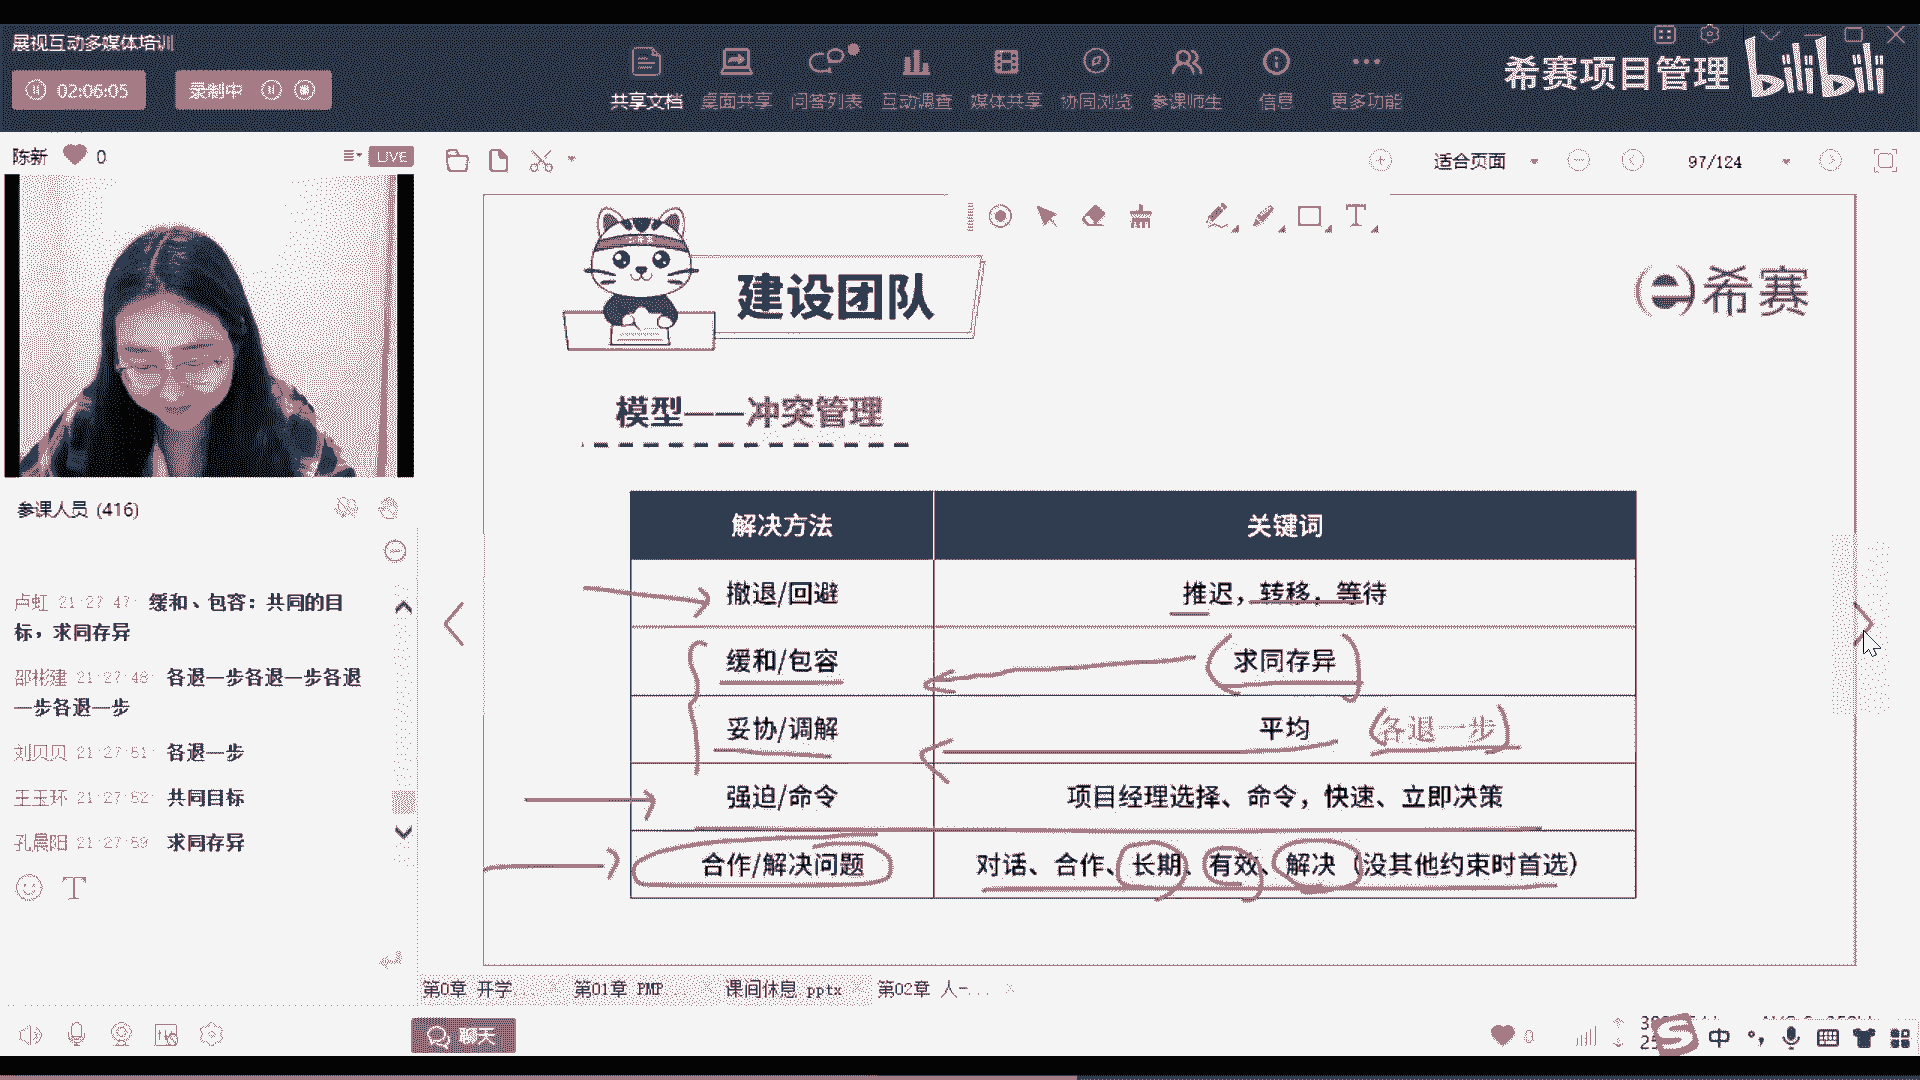 展视互动多媒体培训
02:06:05
录制中
共享文档
桌面共享
问答列表
互动调查
媒体共享
协同浏览
参课师生
信息
更多功能
希赛项目管理
bilibili
陈新
0
LIVE
适合页面
97/124
建设团队
希赛
模型——冲突管理
解决方法
关键词
撤退/回避
推迟，转移，等待
缓和/包容
求同存异
妥协/调解
平均
(各退一步)
强迫/命令
项目经理选择、命令，快速、立即决策
合作/解决问题
对话、合作、长期、有效、解决（没其他约束时首选）
参课人员 (416)
卢虹 21:27:47 缓和、包容：共同的目
标，求同存异
邵彬建 21:27:48 各退一步各退一步各退
一步各退一步
刘贝贝 21:27:51 各退一步
王玉环 21:27:52 共同目标
孔晨阳 21:27:59 求同存异
第0章 开学...
第01章 PMP
课间休息 pptx
第02章 人-...
聊天
0
中